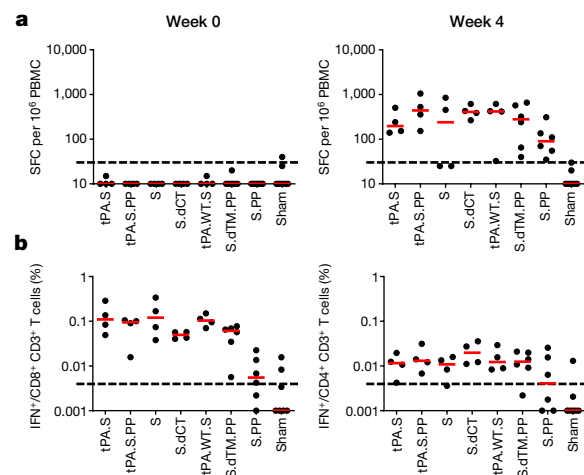 a
Week 0
Week 4
SFC per 10⁶ PBMC
10,000
1,000
100
10
tPA.S
tPA.S.PP
S
S.dCT
tPA.WT.S
S.dTM.PP
S.PP
Sham
SFC per 10⁶ PBMC
10,000
1,000
100
10
tPA.S
tPA.S.PP
S
S.dCT
tPA.WT.S
S.dTM.PP
S.PP
Sham
b
IFN⁺/CD8⁺ CD3⁺ T cells (%)
1
0.1
0.01
0.001
tPA.S
tPA.S.PP
S
S.dCT
tPA.WT.S
S.dTM.PP
S.PP
Sham
IFN⁺/CD4⁺ CD3⁺ T cells (%)
1
0.1
0.01
0.001
tPA.S
tPA.S.PP
S
S.dCT
tPA.WT.S
S.dTM.PP
S.PP
Sham